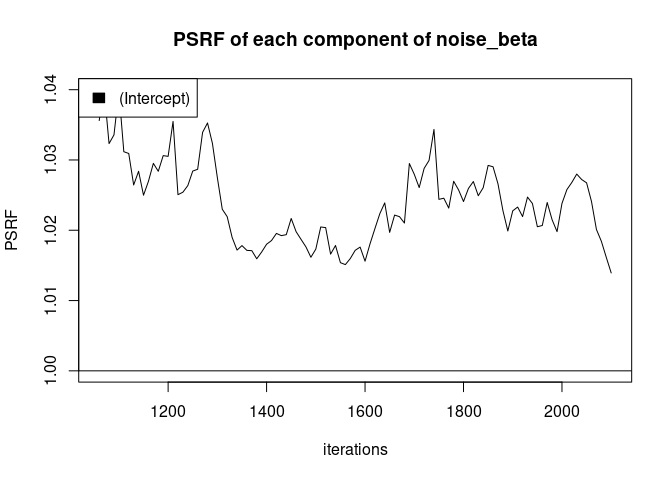 PSRF of each component of noise_beta
(Intercept)
PSRF
1.04
1.03
1.02
1.01
1.00
1200 1400 1600 1800 2000
iterations